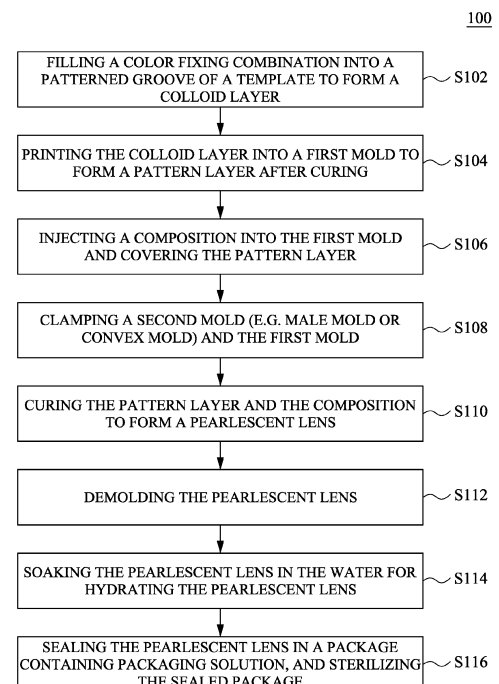 100
FILLING A COLOR FIXING COMBINATION INTO A
PATTERNED GROOVE OF A TEMPLATE TO FORM A
COLLOID LAYER
S102
PRINTING THE COLLOID LAYER INTO A FIRST MOLD TO
FORM A PATTERN LAYER AFTER CURING
S104
INJECTING A COMPOSITION INTO THE FIRST MOLD
AND COVERING THE PATTERN LAYER
S106
CLAMPING A SECOND MOLD (E.G. MALE MOLD OR
CONVEX MOLD) AND THE FIRST MOLD
S108
CURING THE PATTERN LAYER AND THE COMPOSITION
TO FORM A PEARLESCENT LENS
S110
DEMOLDING THE PEARLESCENT LENS
S112
SOAKING THE PEARLESCENT LENS IN THE WATER FOR
HYDRATING THE PEARLESCENT LENS
S114
SEALING THE PEARLESCENT LENS IN A PACKAGE
CONTAINING PACKAGING SOLUTION, AND STERILIZING
THE SEALED PACKAGE
S116